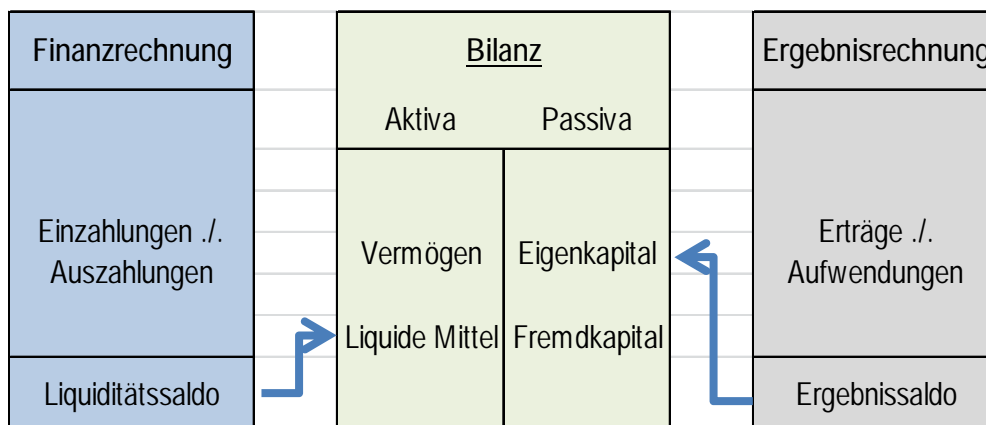 Finanzrechnung
Einzahlungen ./.
Auszahlungen
Liquiditätssaldo
Bilanz
Aktiva Passiva
Vermögen Eigenkapital
Liquide Mittel Fremdkapital
Ergebnisrechnung
Erträge ./.
Aufwendungen
Ergebnissaldo